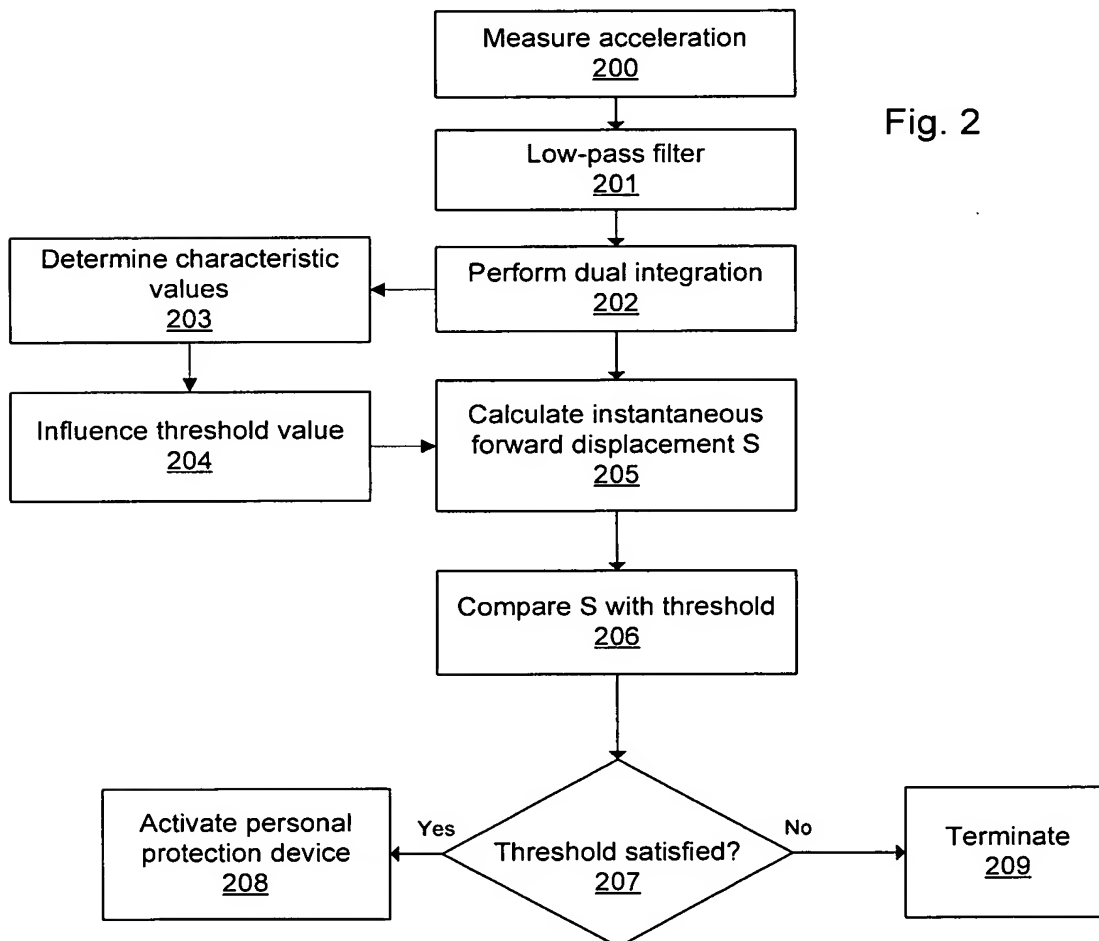 Measure acceleration
200
Fig. 2
Low-pass filter
201
Perform dual integration
202
Determine characteristic
values
203
Influence threshold value
204
Calculate instantaneous
forward displacement S
205
Compare S with threshold
206
Threshold satisfied?
207
Yes
No
Activate personal
protection device
208
Terminate
209